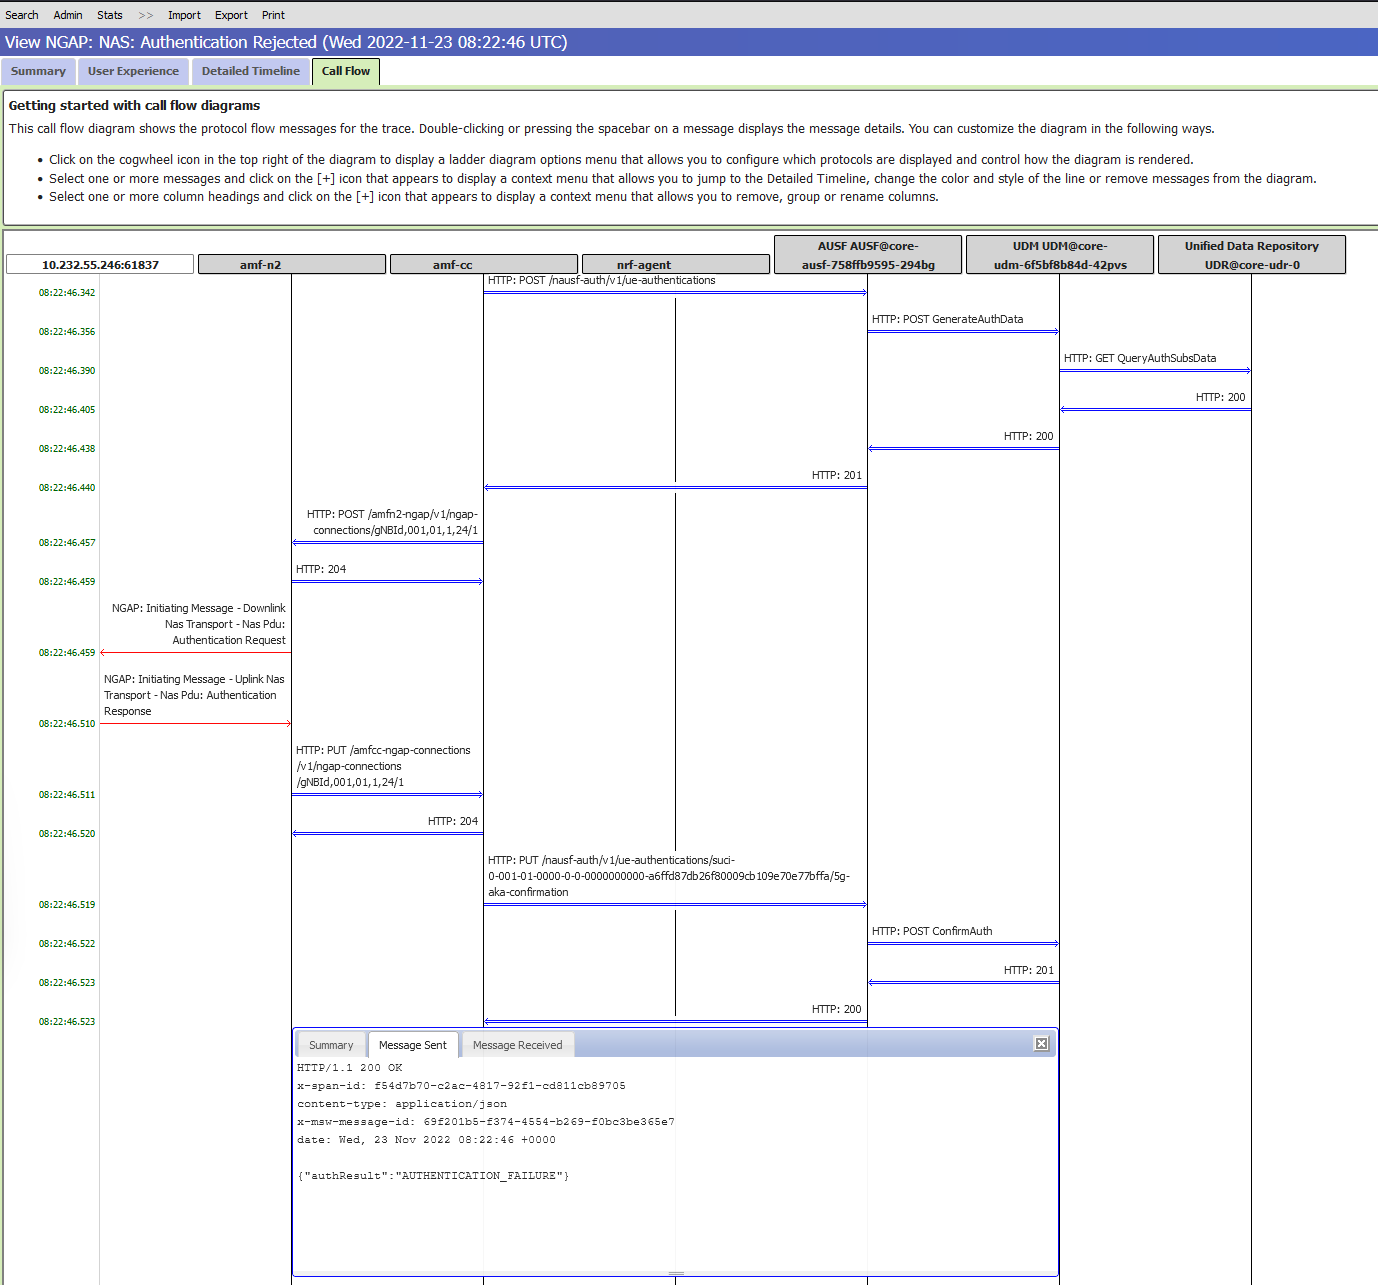 Search Admin Stats >> Import Export Print
View NGAP: NAS: Authentication Rejected (Wed 2022-11-23 08:22:46 UTC)
Summary User Experience Detailed Timeline Call Flow
Getting started with call flow diagrams
This call flow diagram shows the protocol flow messages for the trace. Double-clicking or pressing the spacebar on a message displays the message details. You can customize the diagram in the following ways.
• Click on the cogwheel icon in the top right of the diagram to display a ladder diagram options menu that allows you to configure which protocols are displayed and control how the diagram is rendered.
• Select one or more messages and click on the [+] icon that appears to display a context menu that allows you to jump to the Detailed Timeline, change the color and style of the line or remove messages from the diagram.
• Select one or more column headings and click on the [+] icon that appears to display a context menu that allows you to remove, group or rename columns.
10.232.55.246:61837
amf-n2
amf-cc
nrf-agent
AUSF AUSF@core-
ausf-758ffb9595-294bg
UDM UDM@core-
udm-6f5bf8b84d-42pvs
Unified Data Repository
UDR@core-udr-0
HTTP: POST /nausf-auth/v1/ue-authentications
08:22:46.342
HTTP: POST GenerateAuthData
08:22:46.356
HTTP: GET QueryAuthSubsData
08:22:46.390
HTTP: 200
08:22:46.405
HTTP: 200
08:22:46.438
HTTP: 201
08:22:46.440
HTTP: POST /amfn2-ngap/v1/ngap-
connections/gNBId,001,01,1,24/1
08:22:46.457
HTTP: 204
08:22:46.459
NGAP: Initiating Message - Downlink
Nas Transport - Nas Pdu:
Authentication Request
08:22:46.459
NGAP: Initiating Message - Uplink Nas
Transport - Nas Pdu: Authentication
Response
08:22:46.510
HTTP: PUT /amfcc-ngap-connections
/v1/ngap-connections
/gNBId,001,01,1,24/1
08:22:46.511
HTTP: 204
08:22:46.520
HTTP: PUT /nausf-auth/v1/ue-authentications/suci-
0-001-01-0000-0-0-0000000000-a6ffd87db26f80009cb109e70e77bffa/5g-
aka-confirmation
08:22:46.519
HTTP: POST ConfirmAuth
08:22:46.522
HTTP: 201
08:22:46.523
HTTP: 200
08:22:46.523
Summary Message Sent Message Received
HTTP/1.1 200 OK
x-span-id: f54d7b70-c2ac-4817-92f1-cd811cb89705
content-type: application/json
x-msw-message-id: 69f201b5-f374-4554-b269-f0bc3be365e7
date: Wed, 23 Nov 2022 08:22:46 +0000
{"authResult":"AUTHENTICATION_FAILURE"}